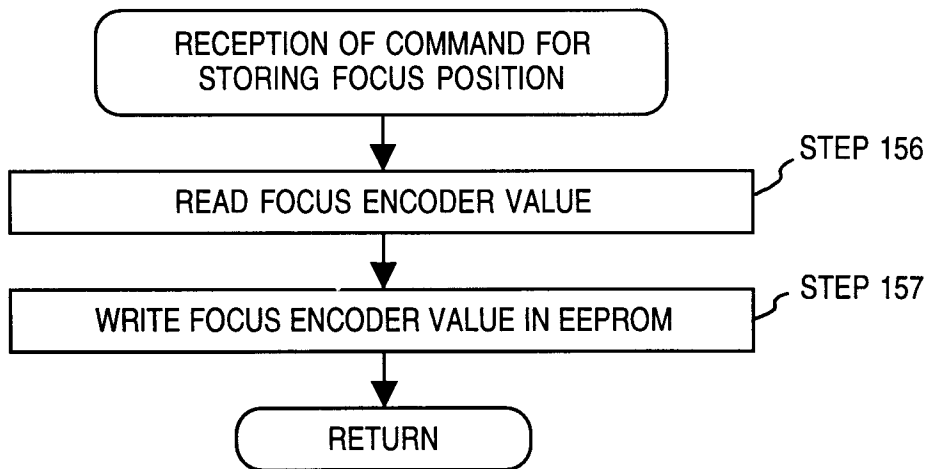 RECEPTION OF COMMAND FOR
STORING FOCUS POSITION
STEP 156
READ FOCUS ENCODER VALUE
STEP 157
WRITE FOCUS ENCODER VALUE IN EEPROM
RETURN